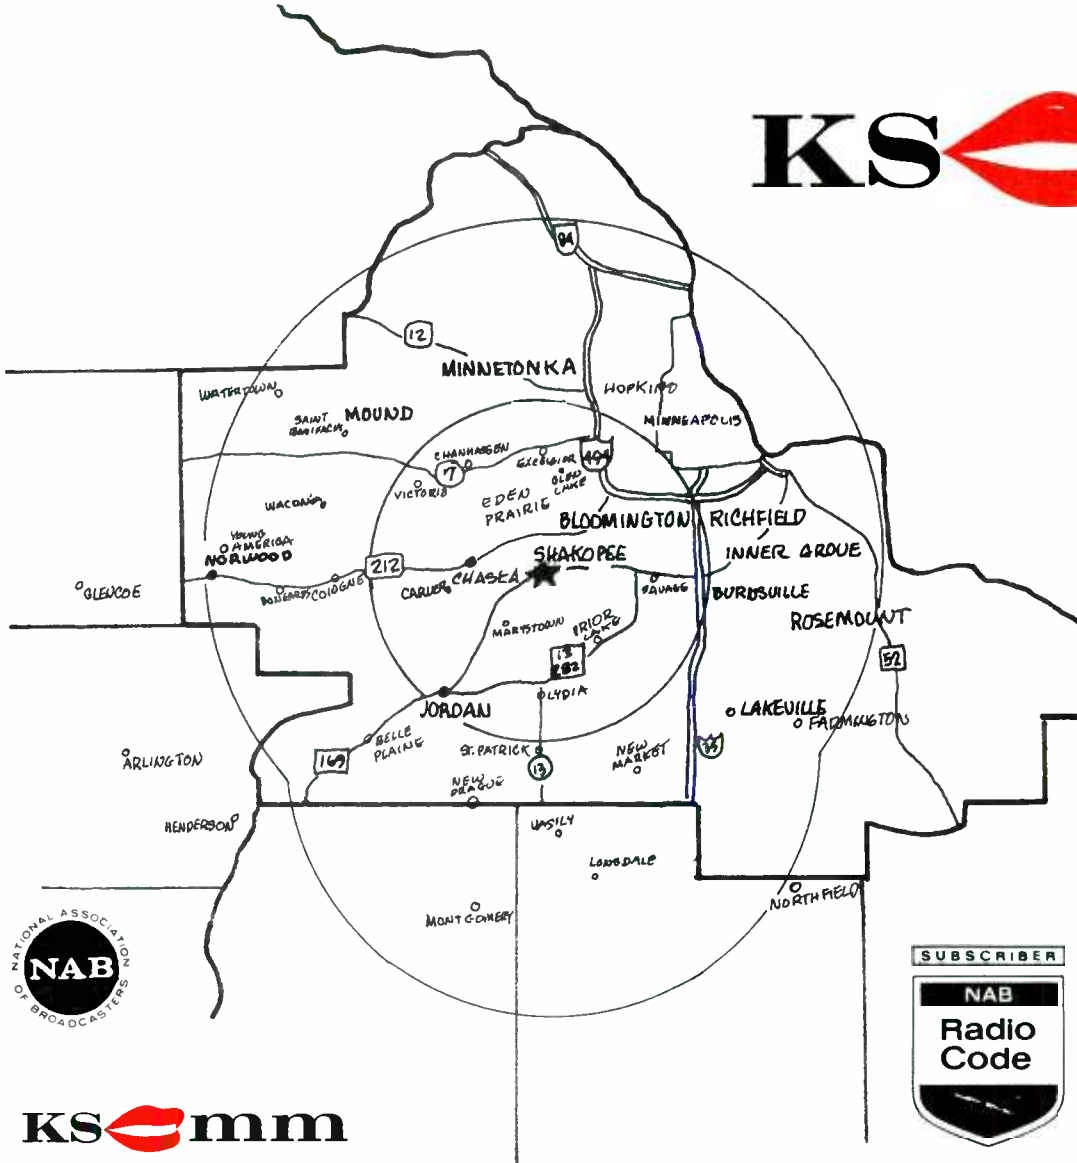 KS
94
12
MINNETONKA
HOPKINS
WATERTOWN
SAINT
BONIFACIUS
MOUND
MINNEAPOLIS
CHANHASSEN
EXCELSIOR
494
7
GLEN
LAKE
VICTORIA
EDEN
PRAIRIE
WACONIA
BLOOMINGTON
RICHFIELD
YOUNG
AMERICA
NORWOOD
SHAKOPEE
INNER GROVE
212
CHASKA
GLENCOE
BONGARDS
COLOGNE
CARVER
SAVAGE
BURDSVILLE
MARYSTOWN
PRIOR
LAKE
ROSEMOUNT
13
282
52
LYDIA
JORDAN
LAKEVILLE
FARMINGTON
BELLE
PLAINE
ST. PATRICK
NEW
MARKET
35
ARLINGTON
169
13
NEW
PRAGUE
HENDERSON
VASILY
LONSDALE
NORTHFIELD
MONTGOMERY
NATIONAL ASSOCIATION
NAB
OF BROADCASTERS
SUBSCRIBER
NAB
Radio
Code
KS mm